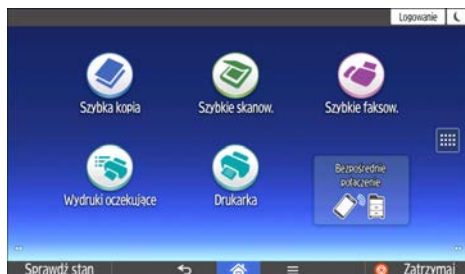 Logowanie
Szybka kopia
Szybkie skanow.
Szybkie faksow.
Wydruki oczekujące
Drukarka
Bezpośrednie
połączenie
Sprawdź stan
Zatrzymaj